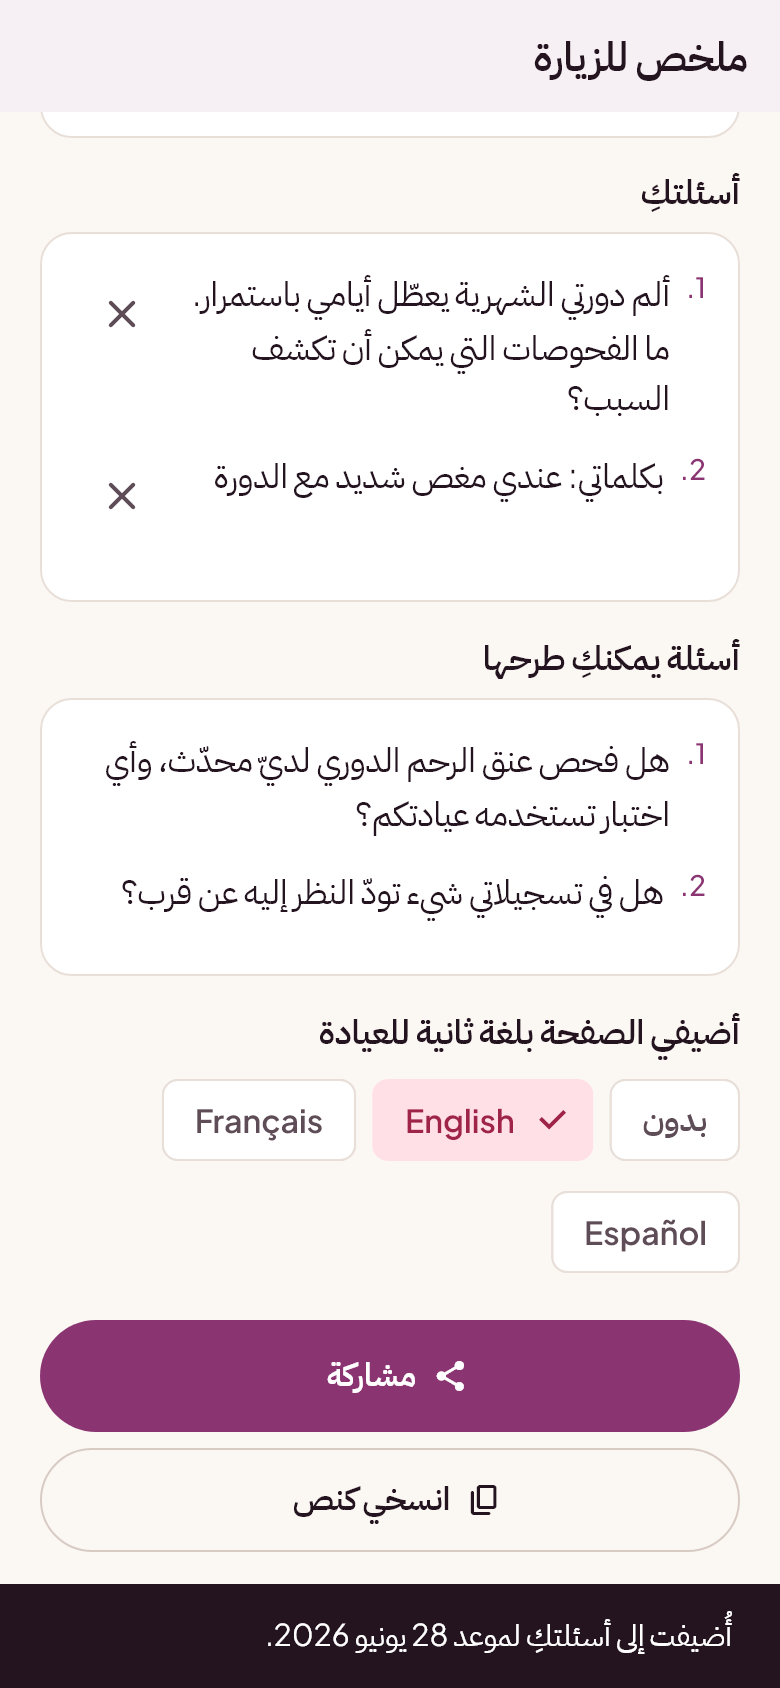 ملخص للزيارة
أسئلتكِ
1. ألم دورتي الشهرية يعطّل أيامي باستمرار.
ما الفحوصات التي يمكن أن تكشف
السبب؟
2. بكلماتي: عندي مغص شديد مع الدورة
أسئلة يمكنكِ طرحها
1. هل فحص عنق الرحم الدوري لديّ محدّث، وأي
اختبار تستخدمه عيادتكم؟
2. هل في تسجيلاتي شيء تودّ النظر إليه عن قرب؟
أضيفي الصفحة بلغة ثانية للعيادة
بدون
English
Français
Español
مشاركة
انسخي كنص
أُضيفت إلى أسئلتكِ لموعد 28 يونيو 2026.